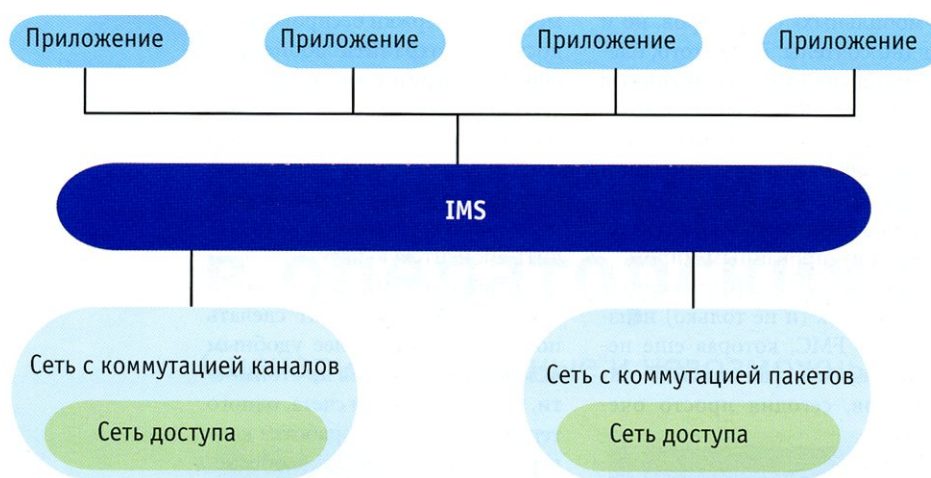 Приложение
Приложение
Приложение
Приложение
IMS
Сеть с коммутацией каналов
Сеть с коммутацией пакетов
Сеть доступа
Сеть доступа